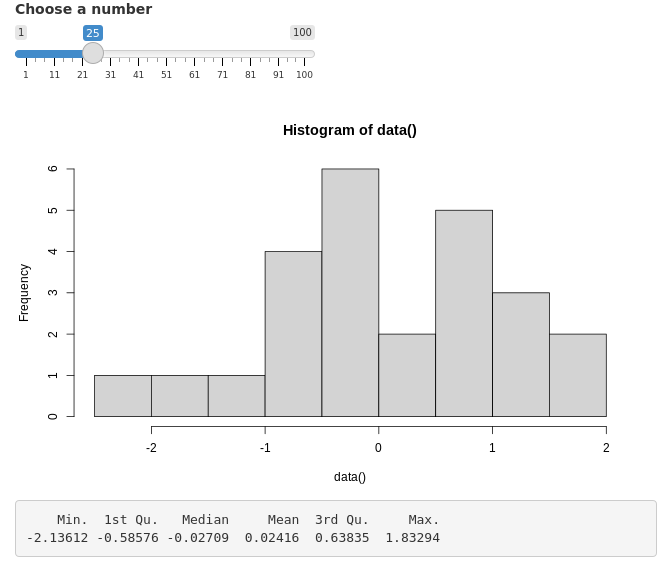 Choose a number
1 25 100
1 11 21 31 41 51 61 71 81 91 100
Histogram of data()
Frequency
6
5
4
3
2
1
0
-2 -1 0 1 2
data()
Min. 1st Qu. Median Mean 3rd Qu. Max.
-2.13612 -0.58576 -0.02709 0.02416 0.63835 1.83294